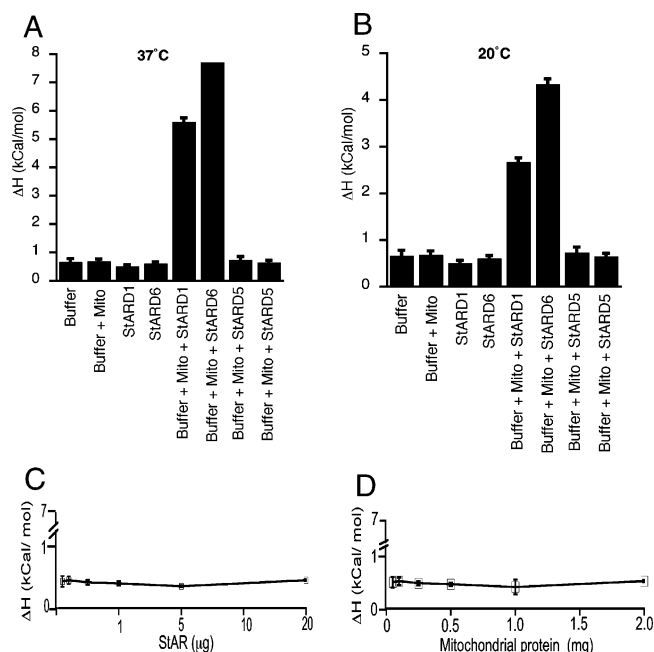 A
37°C
ΔH (kCal/mol)
8
7
6
5
4
3
2
1
0
Buffer
Buffer + Mito
StARD1
StARD6
Buffer + Mito + StARD1
Buffer + Mito + StARD6
Buffer + Mito + StARD5
Buffer + Mito + StARD5
B
20°C
ΔH (kCal/mol)
5
4
3
2
1
0
Buffer
Buffer + Mito
StARD1
StARD6
Buffer + Mito + StARD1
Buffer + Mito + StARD6
Buffer + Mito + StARD5
Buffer + Mito + StARD5
C
ΔH (kCal/ mol)
7
1
0
1
5
10
20
StAR (µg)
D
ΔH (kCal/ mol)
7
1
0
0
0.5
1.0
2.0
Mitochondrial protein (mg)